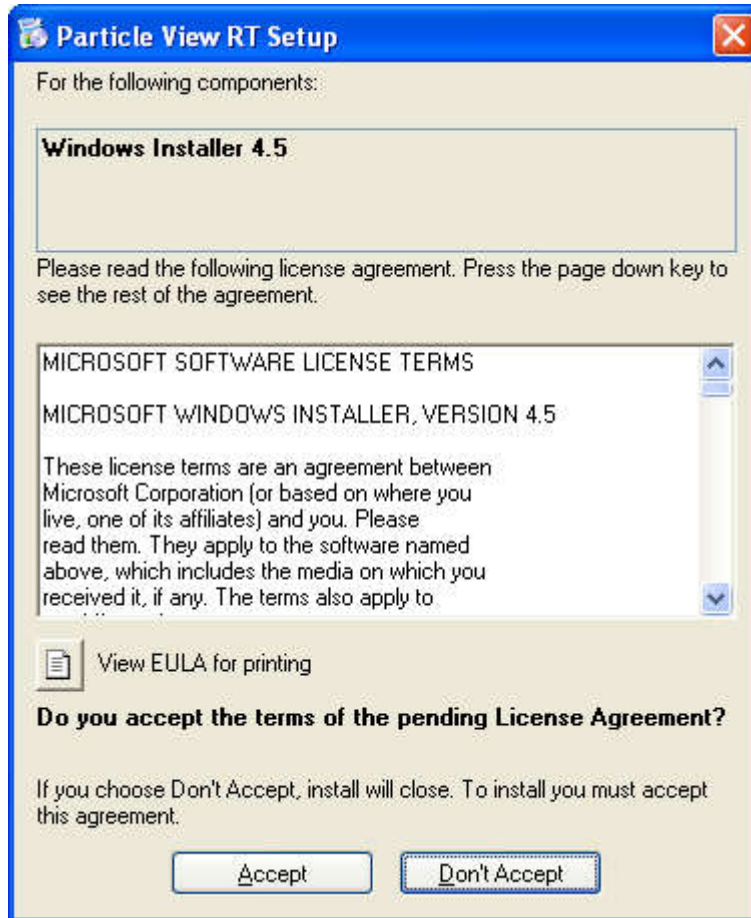 Particle View RT Setup
For the following components:
Windows Installer 4.5
Please read the following license agreement. Press the page down key to
see the rest of the agreement.
MICROSOFT SOFTWARE LICENSE TERMS
MICROSOFT WINDOWS INSTALLER, VERSION 4.5
These license terms are an agreement between
Microsoft Corporation (or based on where you
live, one of its affiliates) and you. Please
read them. They apply to the software named
above, which includes the media on which you
received it, if any. The terms also apply to
View EULA for printing
Do you accept the terms of the pending License Agreement?
If you choose Don't Accept, install will close. To install you must accept
this agreement.
Accept
Don't Accept